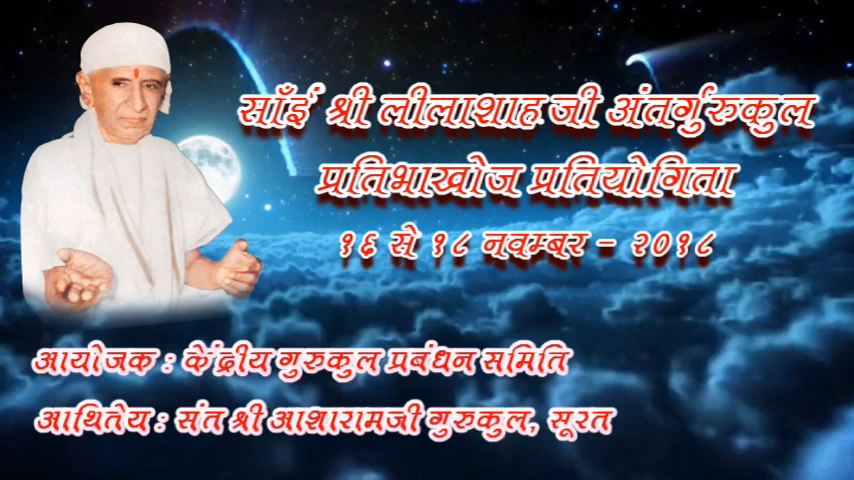 साँईं श्री लीलाशाह जी अंतर्गुरुकुल
प्रतिभाखोज प्रतियोगिता
१६ से १८ नवम्बर - २०१८
आयोजक : केंद्रीय गुरुकुल प्रबंधन समिति
आथितेय : संत श्री आशारामजी गुरुकुल, सूरत